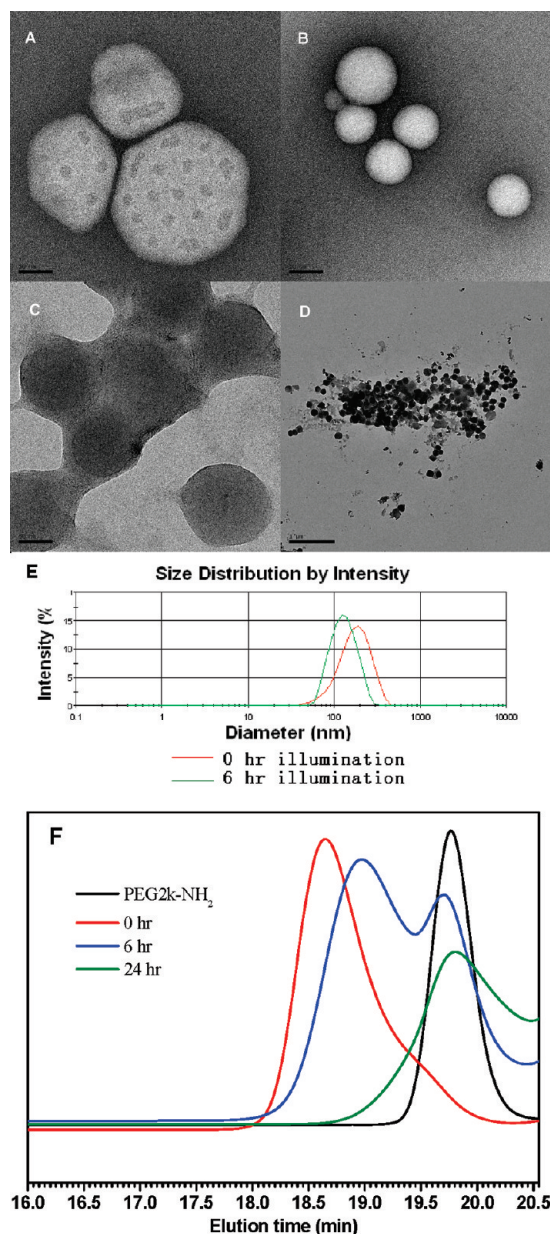 A
B
C
D
E
Size Distribution by Intensity
Intensity (%
15
10
5
0
0.1
1
10
100
1000
10000
Diameter (nm)
0 hr illumination
6 hr illumination
F
PEG2k-NH2
0 hr
6 hr
24 hr
16.0 16.5 17.0 17.5 18.0 18.5 19.0 19.5 20.0 20.5
Elution time (min)